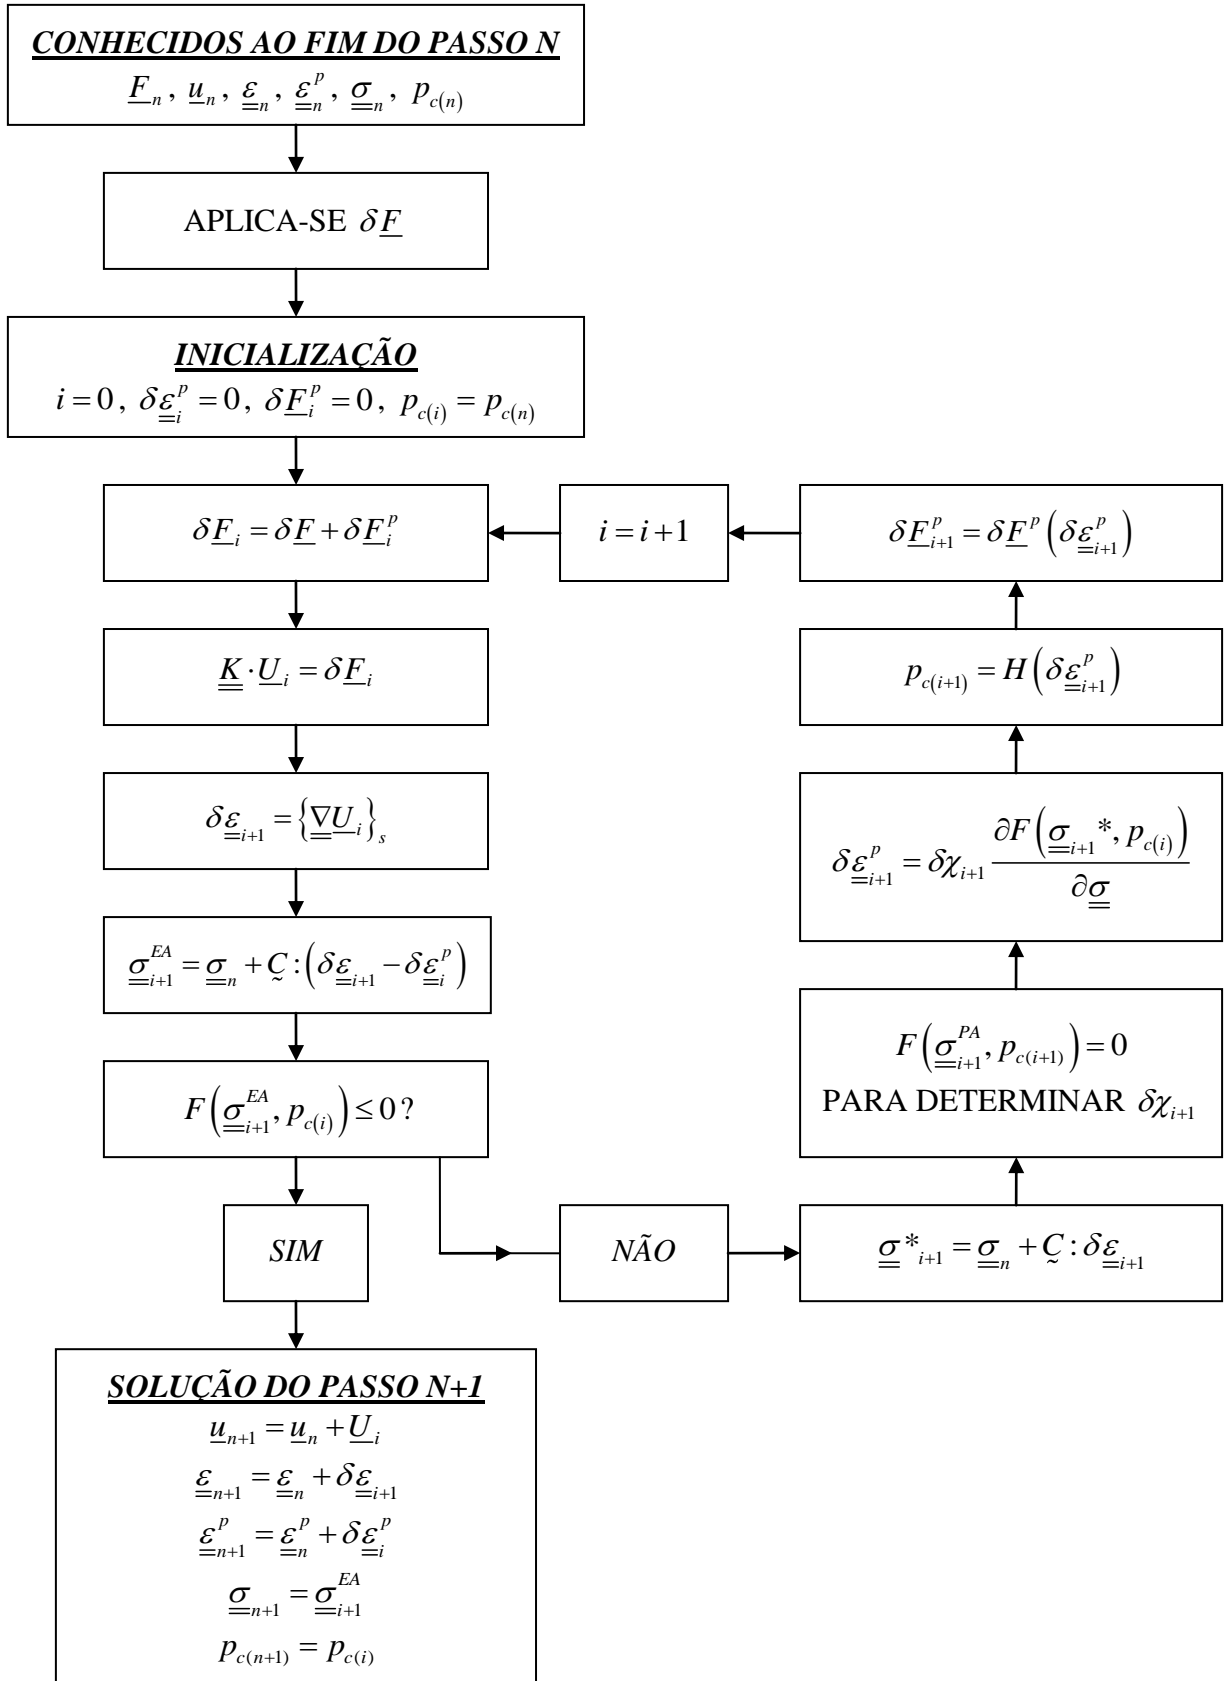 CONHECIDOS AO FIM DO PASSO N
F_n , u_n , ε_n , ε_n^p , σ_n , p_c(n)
APLICA-SE δF
INICIALIZAÇÃO
i = 0 , δε_i^p = 0 , δF_i^p = 0 , p_c(i) = p_c(n)
δF_i = δF + δF_i^p
K · U_i = δF_i
δε_{i+1} = {∇U_i}_s
σ_{i+1}^{EA} = σ_n + C : (δε_{i+1} − δε_i^p)
F(σ_{i+1}^{EA}, p_c(i)) ≤ 0 ?
SIM
NÃO
σ*_{i+1} = σ_n + C : δε_{i+1}
F(σ_{i+1}^{PA}, p_c(i+1)) = 0
PARA DETERMINAR δχ_{i+1}
δε_{i+1}^p = δχ_{i+1} ∂F(σ_{i+1}*, p_c(i)) / ∂σ
p_c(i+1) = H(δε_{i+1}^p)
δF_{i+1}^p = δF^p(δε_{i+1}^p)
i = i+1
SOLUÇÃO DO PASSO N+1
u_{n+1} = u_n + U_i
ε_{n+1} = ε_n + δε_{i+1}
ε_{n+1}^p = ε_n^p + δε_i^p
σ_{n+1} = σ_{i+1}^{EA}
p_c(n+1) = p_c(i)